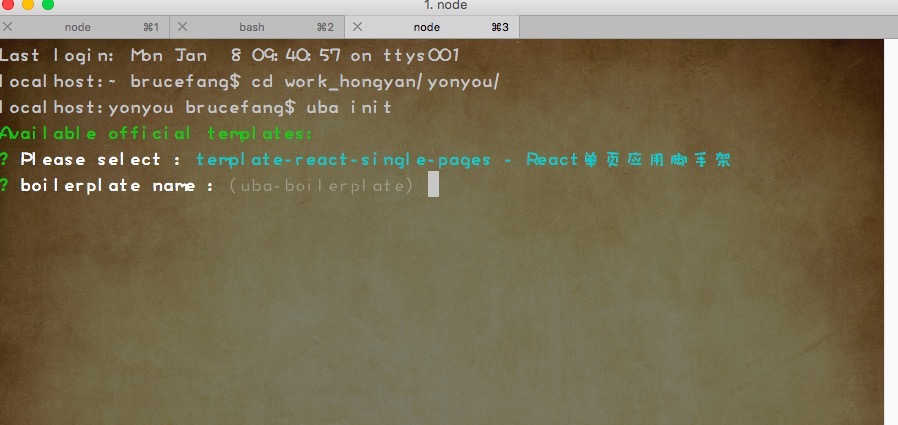 1. node
node ⌘1 bash ⌘2 node ⌘3
Last login: Mon Jan 8 09:40:57 on ttys001
localhost:~ brucefang$ cd work_hongyan/yonyou/
localhost:yonyou brucefang$ uba init
Available official templates:
? Please select : template-react-single-pages - React单页应用脚手架
? boilerplate name : (uba-boilerplate)